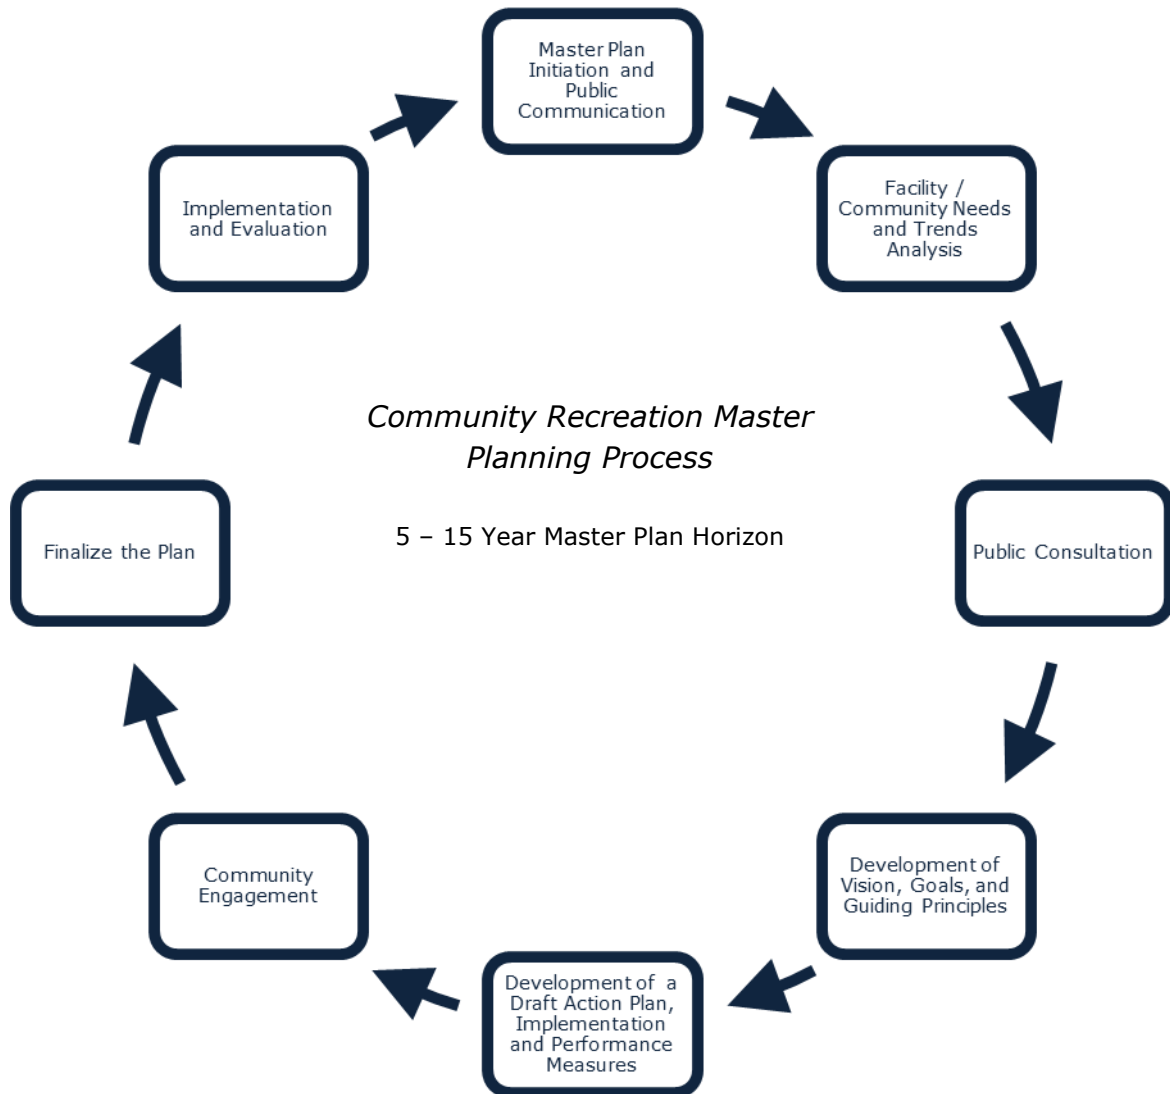 Master Plan
Initiation and
Public
Communication
Facility /
Community Needs
and Trends
Analysis
Public Consultation
Development of
Vision, Goals, and
Guiding Principles
Development of a
Draft Action Plan,
Implementation
and Performance
Measures
Community
Engagement
Finalize the Plan
Implementation
and Evaluation
Community Recreation Master
Planning Process
5 – 15 Year Master Plan Horizon